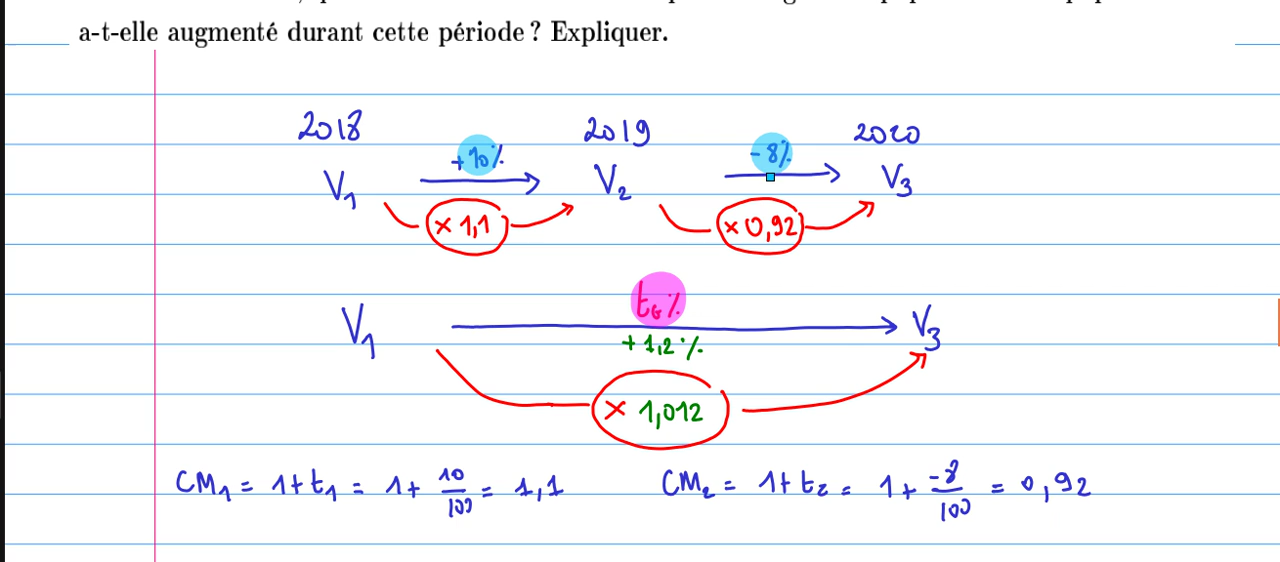 a-t-elle augmenté durant cette période ? Expliquer.
2018 2019 2020
+10% -8%
V1 V2 V3
× 1,1 × 0,92
tG%
V1 V3
+1,2%
× 1,012
CM1 = 1+t1 = 1+ 10/100 = 1,1 CM2 = 1+t2 = 1+ -8/100 = 0,92